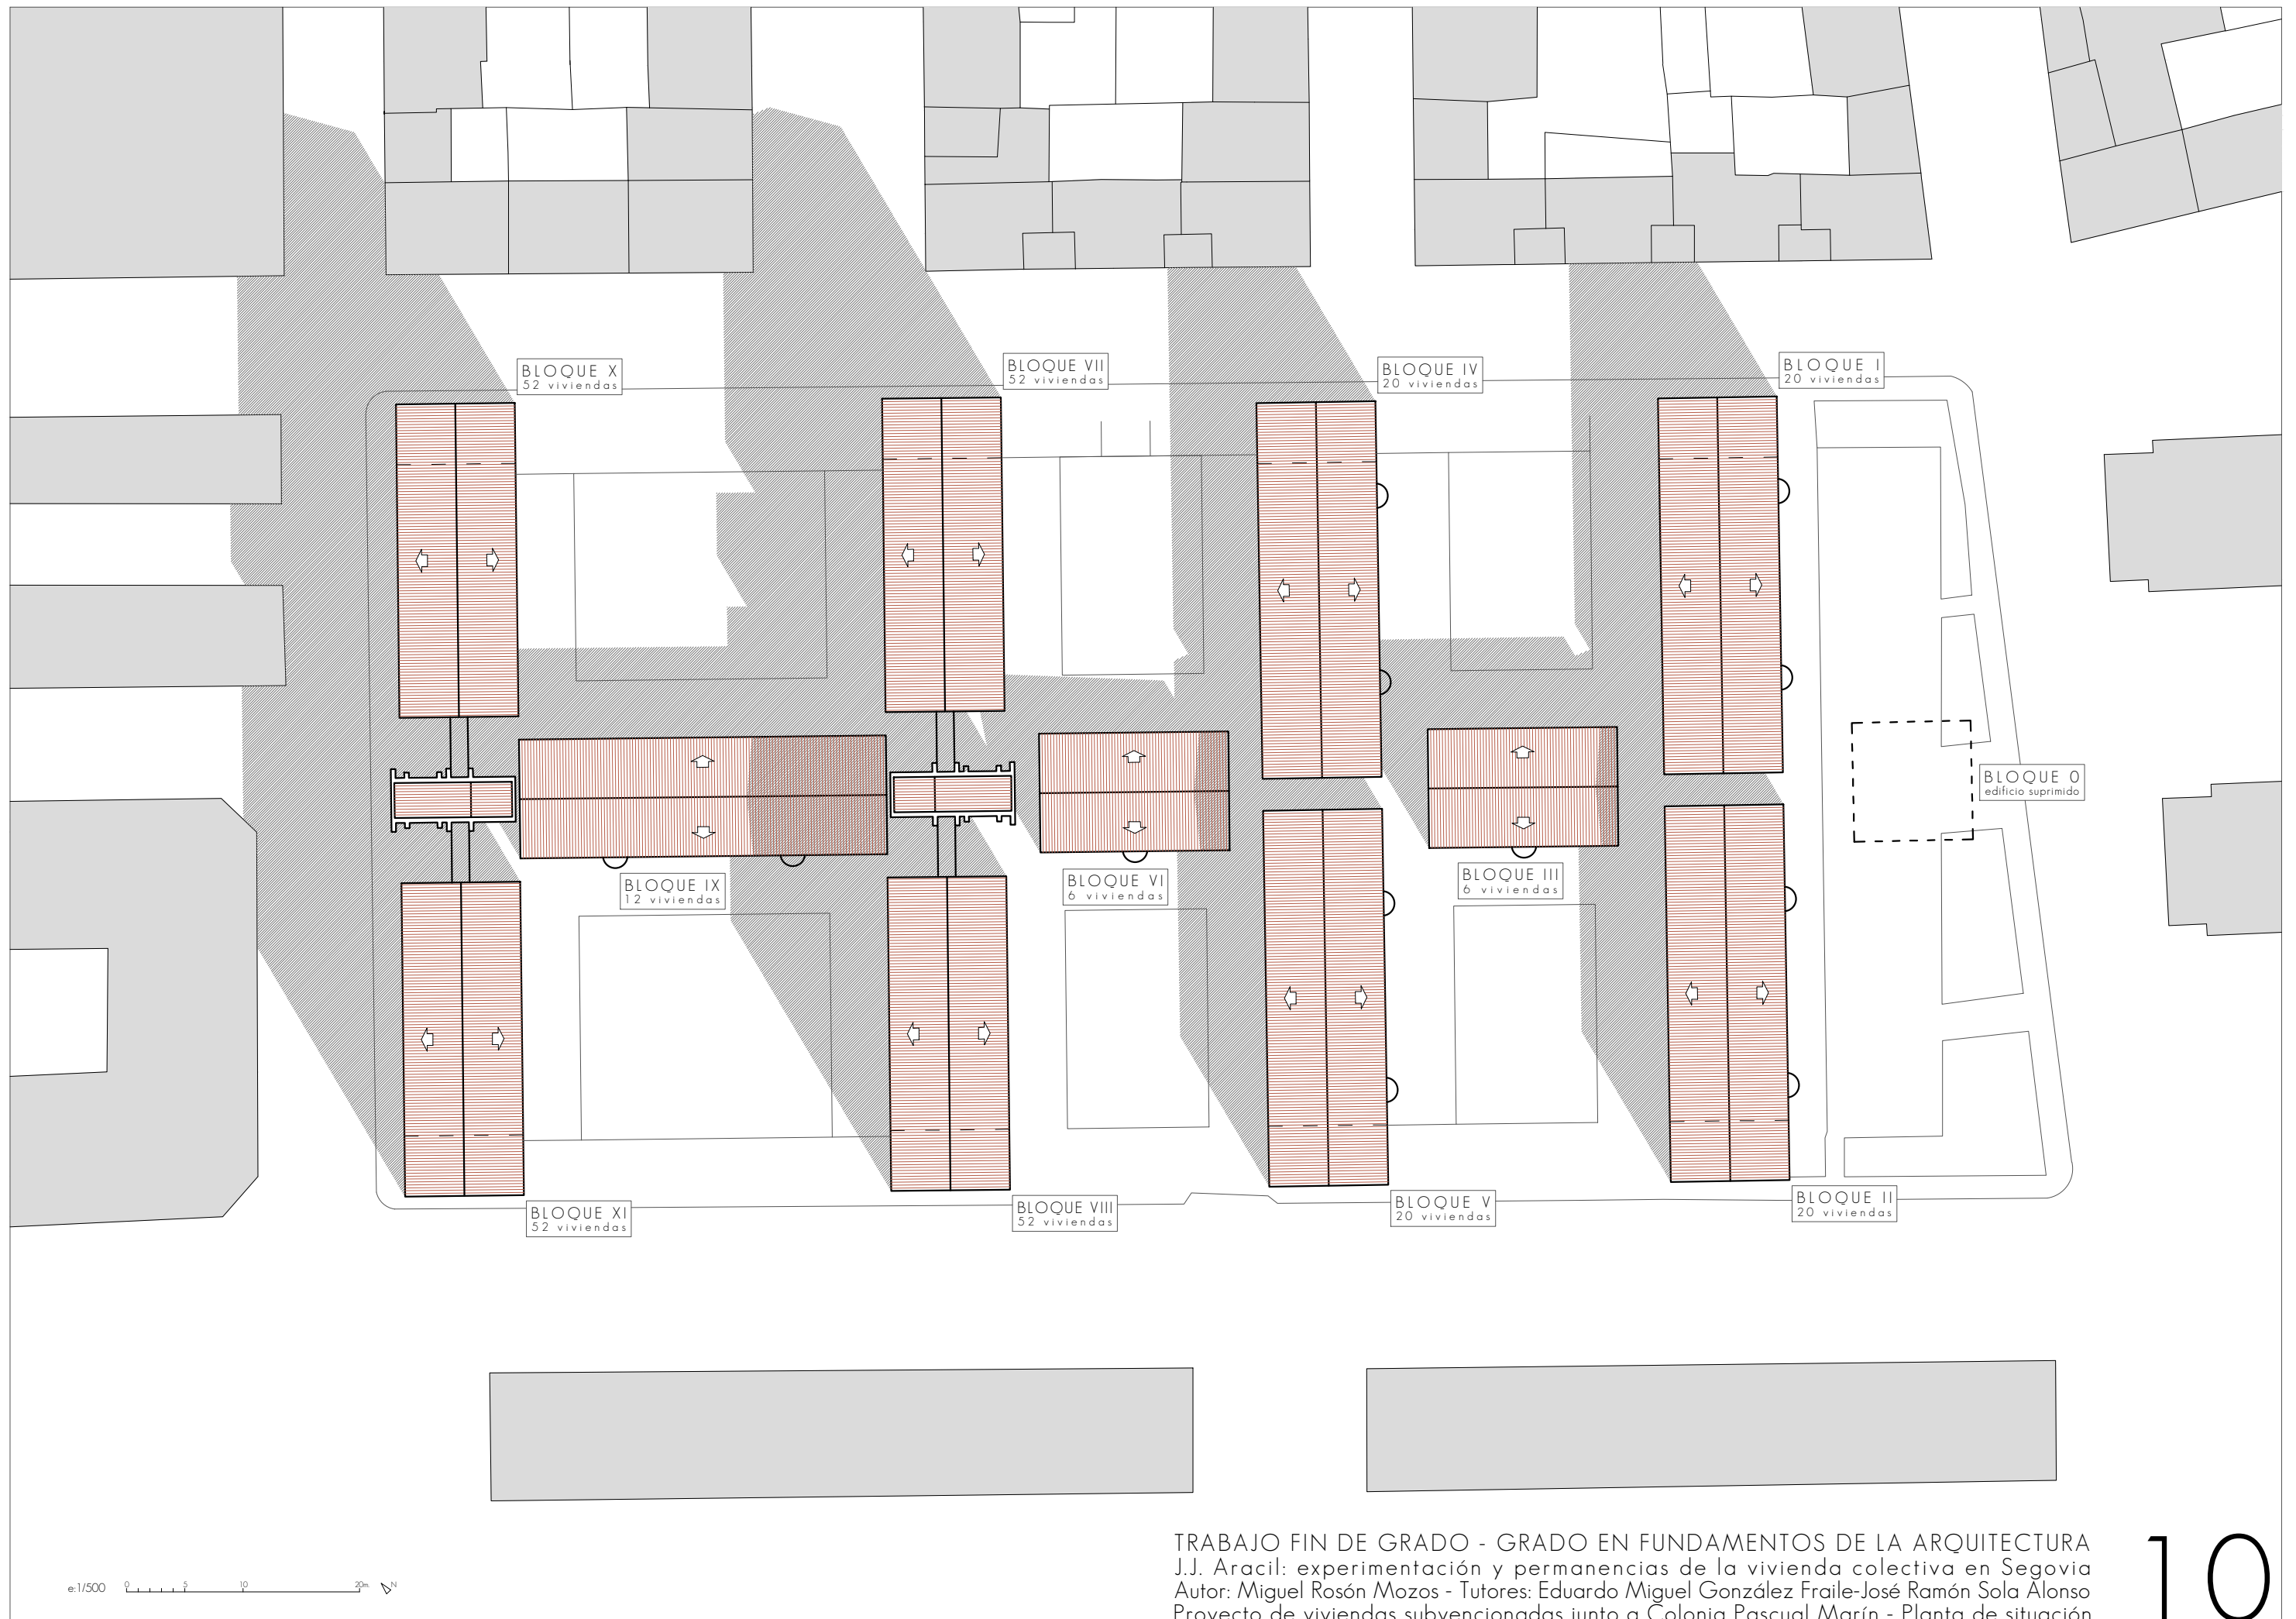 BLOQUE X
52 viviendas
BLOQUE VII
52 viviendas
BLOQUE IV
20 viviendas
BLOQUE I
20 viviendas
BLOQUE 0
edificio suprimido
BLOQUE IX
12 viviendas
BLOQUE VI
6 viviendas
BLOQUE III
6 viviendas
BLOQUE XI
52 viviendas
BLOQUE VIII
52 viviendas
BLOQUE V
20 viviendas
BLOQUE II
20 viviendas
TRABAJO FIN DE GRADO - GRADO EN FUNDAMENTOS DE LA ARQUITECTURA
J.J. Aracil: experimentación y permanencias de la vivienda colectiva en Segovia
Autor: Miguel Rosón Mozos - Tutores: Eduardo Miguel González Fraile-José Ramón Sola Alonso
Proyecto de viviendas subvencionadas junto a Colonia Pascual Marín - Planta de situación
10
e:1/500 0 5 10 20m N